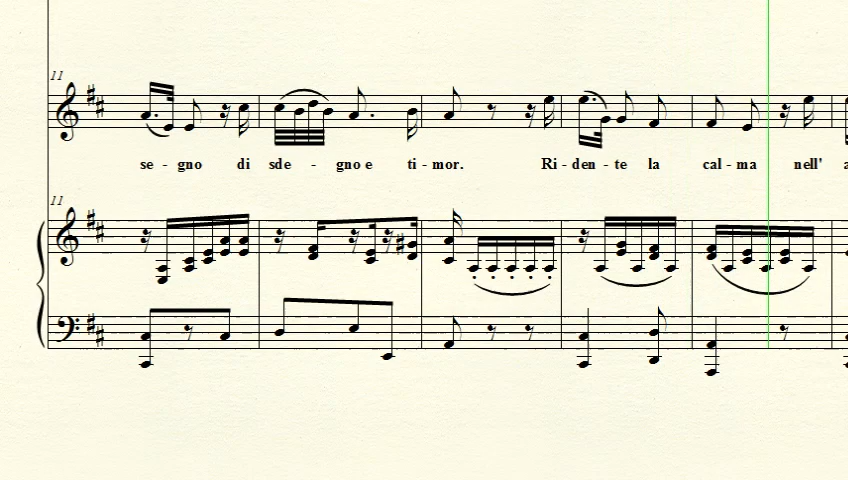 11
se - gno di sde - gno e ti - mor. Ri - den - te la cal - ma nell' a
11